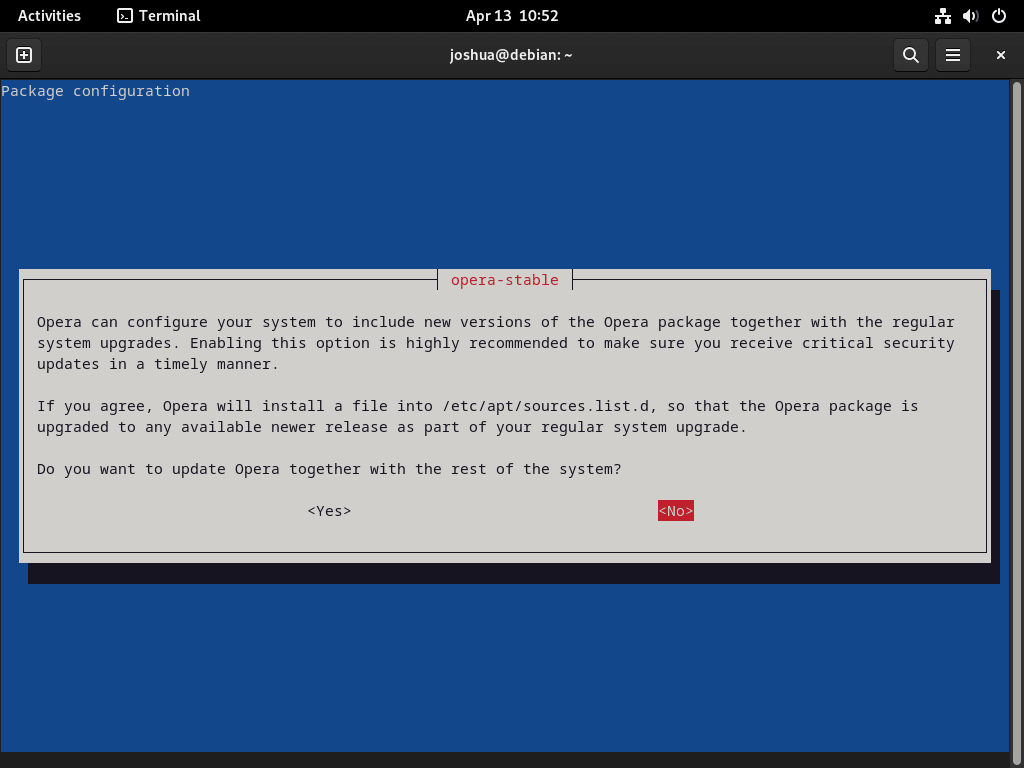 Activities
Terminal
Apr 13 10:52
joshua@debian: ~
Package configuration
opera-stable
Opera can configure your system to include new versions of the Opera package together with the regular
system upgrades. Enabling this option is highly recommended to make sure you receive critical security
updates in a timely manner.
If you agree, Opera will install a file into /etc/apt/sources.list.d, so that the Opera package is
upgraded to any available newer release as part of your regular system upgrade.
Do you want to update Opera together with the rest of the system?
<Yes>
<No>